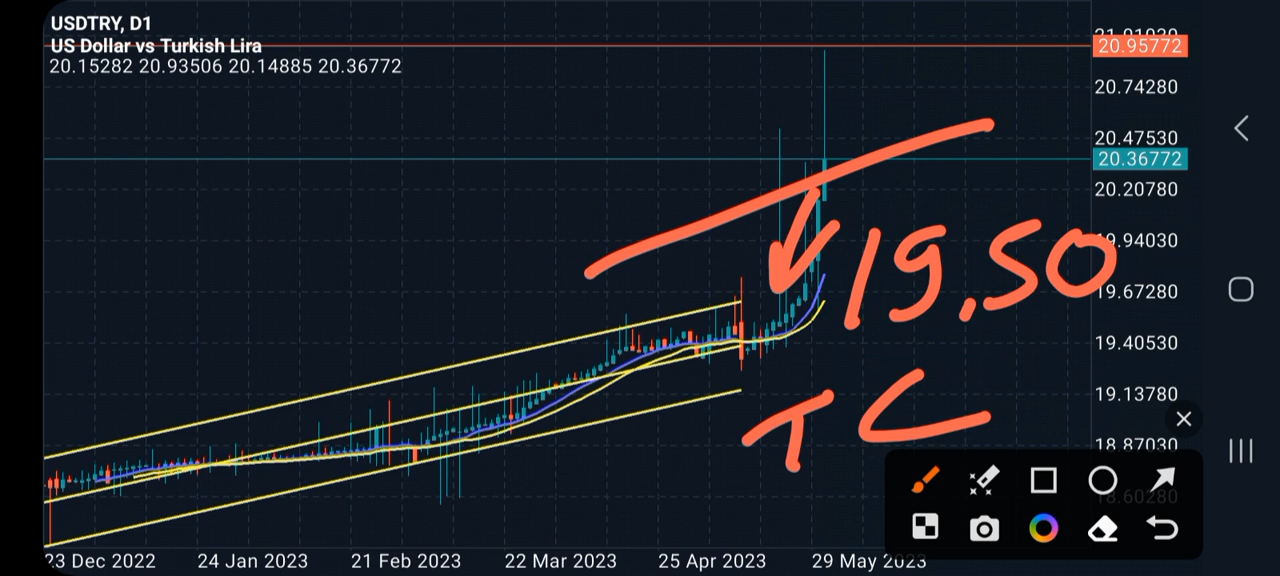 USDTRY, D1
US Dollar vs Turkish Lira
20.15282 20.93506 20.14885 20.36772
20.95772
20.74280
20.47530
20.36772
20.20780
19.94030
19.67280
19.40530
19.13780
18.87030
18.60280
19,50
TC
23 Dec 2022 24 Jan 2023 21 Feb 2023 22 Mar 2023 25 Apr 2023 29 May 2023